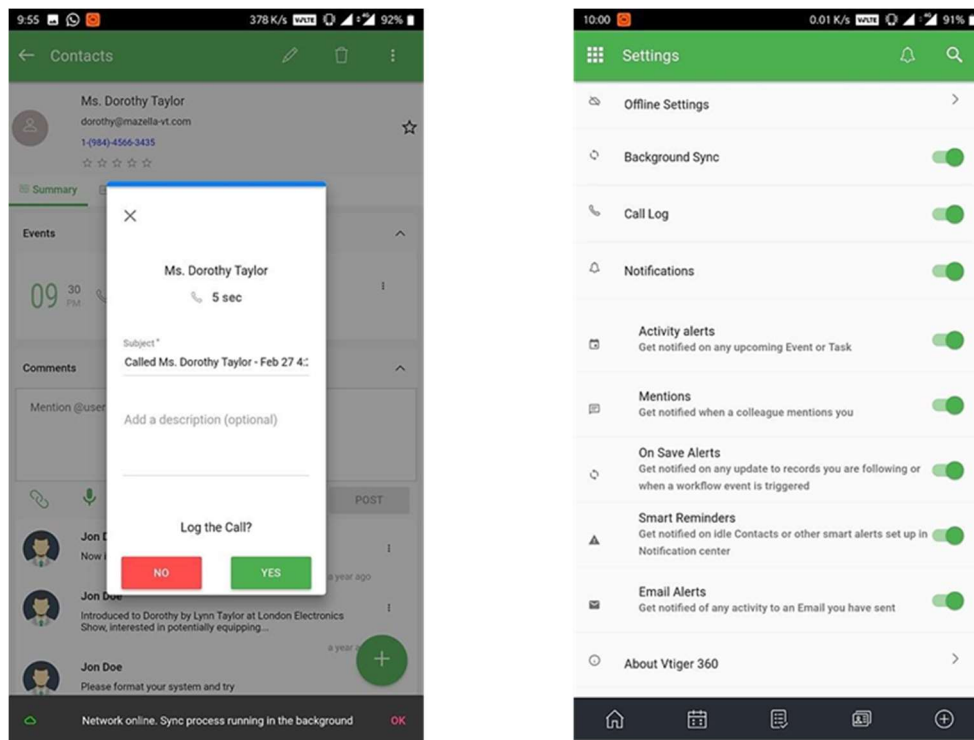 9:55 378 K/s VoLTE 4G 92%
Contacts
Ms. Dorothy Taylor
dorothy@mazella-vt.com
1-(984)-4566-3435
Summary
Events
09 30 PM
Comments
Mention @user
POST
Jon D
Now i
a year ago
Jon Doe
Introduced to Dorothy by Lynn Taylor at London Electronics
Show, interested in potentially equipping...
a year a
Jon Doe
Please format your system and try
Ms. Dorothy Taylor
5 sec
Subject*
Called Ms. Dorothy Taylor - Feb 27 4:
Add a description (optional)
Log the Call?
NO YES
Network online. Sync process running in the background OK
10:00 0.01 K/s VoLTE 4G 91%
Settings
Offline Settings
Background Sync
Call Log
Notifications
Activity alerts
Get notified on any upcoming Event or Task
Mentions
Get notified when a colleague mentions you
On Save Alerts
Get notified on any update to records you are following or
when a workflow event is triggered
Smart Reminders
Get notified on idle Contacts or other smart alerts set up in
Notification center
Email Alerts
Get notified of any activity to an Email you have sent
About Vtiger 360